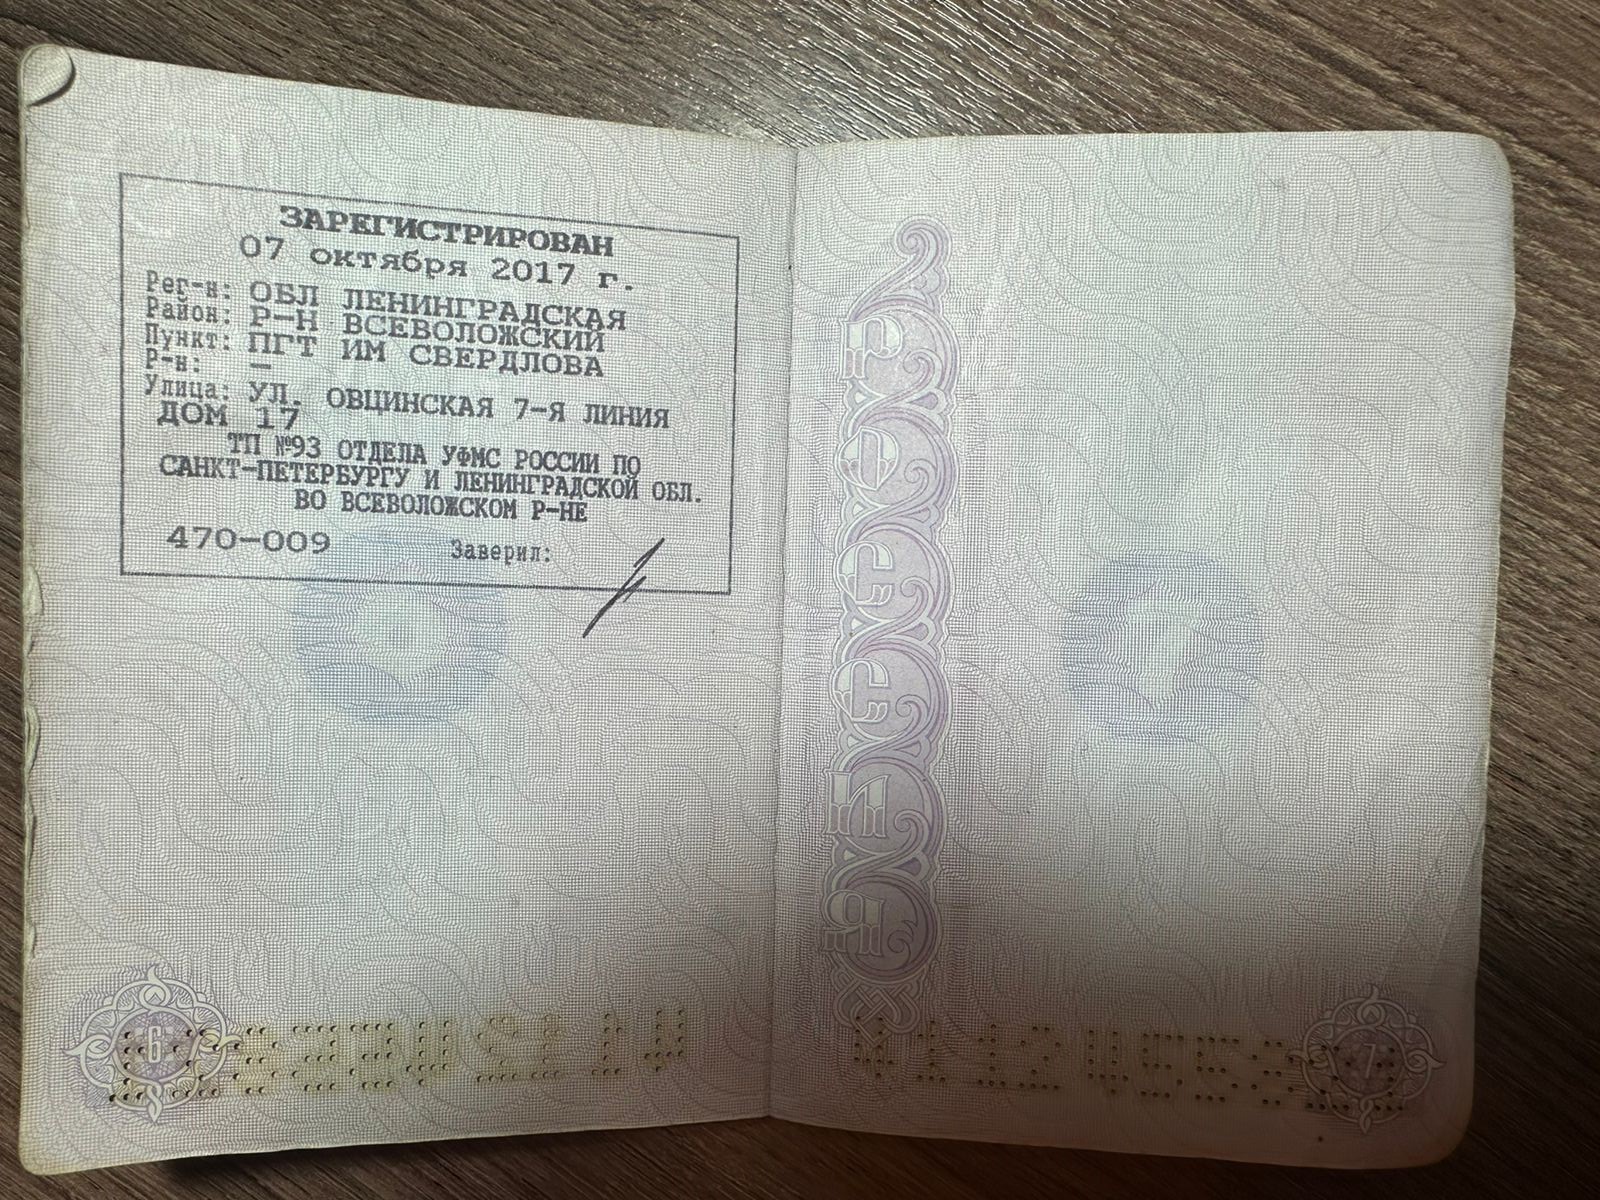 ЗАРЕГИСТРИРОВАН
07 октября 2017 г.
Рег-н: ОБЛ ЛЕНИНГРАДСКАЯ
Район: Р-Н ВСЕВОЛОЖСКИЙ
Пункт: ПГТ ИМ СВЕРДЛОВА
Р-н: –
Улица: УЛ. ОВЦИНСКАЯ 7-Я ЛИНИЯ
ДОМ 17
ТП №93 ОТДЕЛА УФМС РОССИИ ПО
САНКТ-ПЕТЕРБУРГУ И ЛЕНИНГРАДСКОЙ ОБЛ.
ВО ВСЕВОЛОЖСКОМ Р-НЕ
470-009 Заверил:
6
РОССИЯ
7